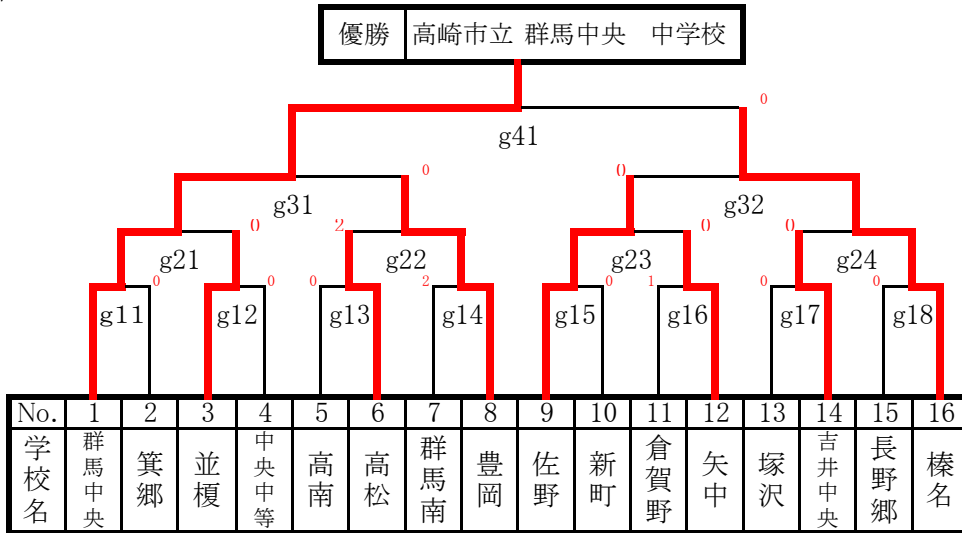 優勝 高崎市立 群馬中央 中学校
0
g41
0 0
g31 g32
0 2 0 0
g21 g22 g23 g24
0 0 0 2 0 1 0 0
g11 g12 g13 g14 g15 g16 g17 g18
No. 1 2 3 4 5 6 7 8 9 10 11 12 13 14 15 16
学校名 群馬中央 箕郷 並榎 中央中等 高南 高松 群馬南 豊岡 佐野 新町 倉賀野 矢中 塚沢 吉井中央 長野郷 榛名